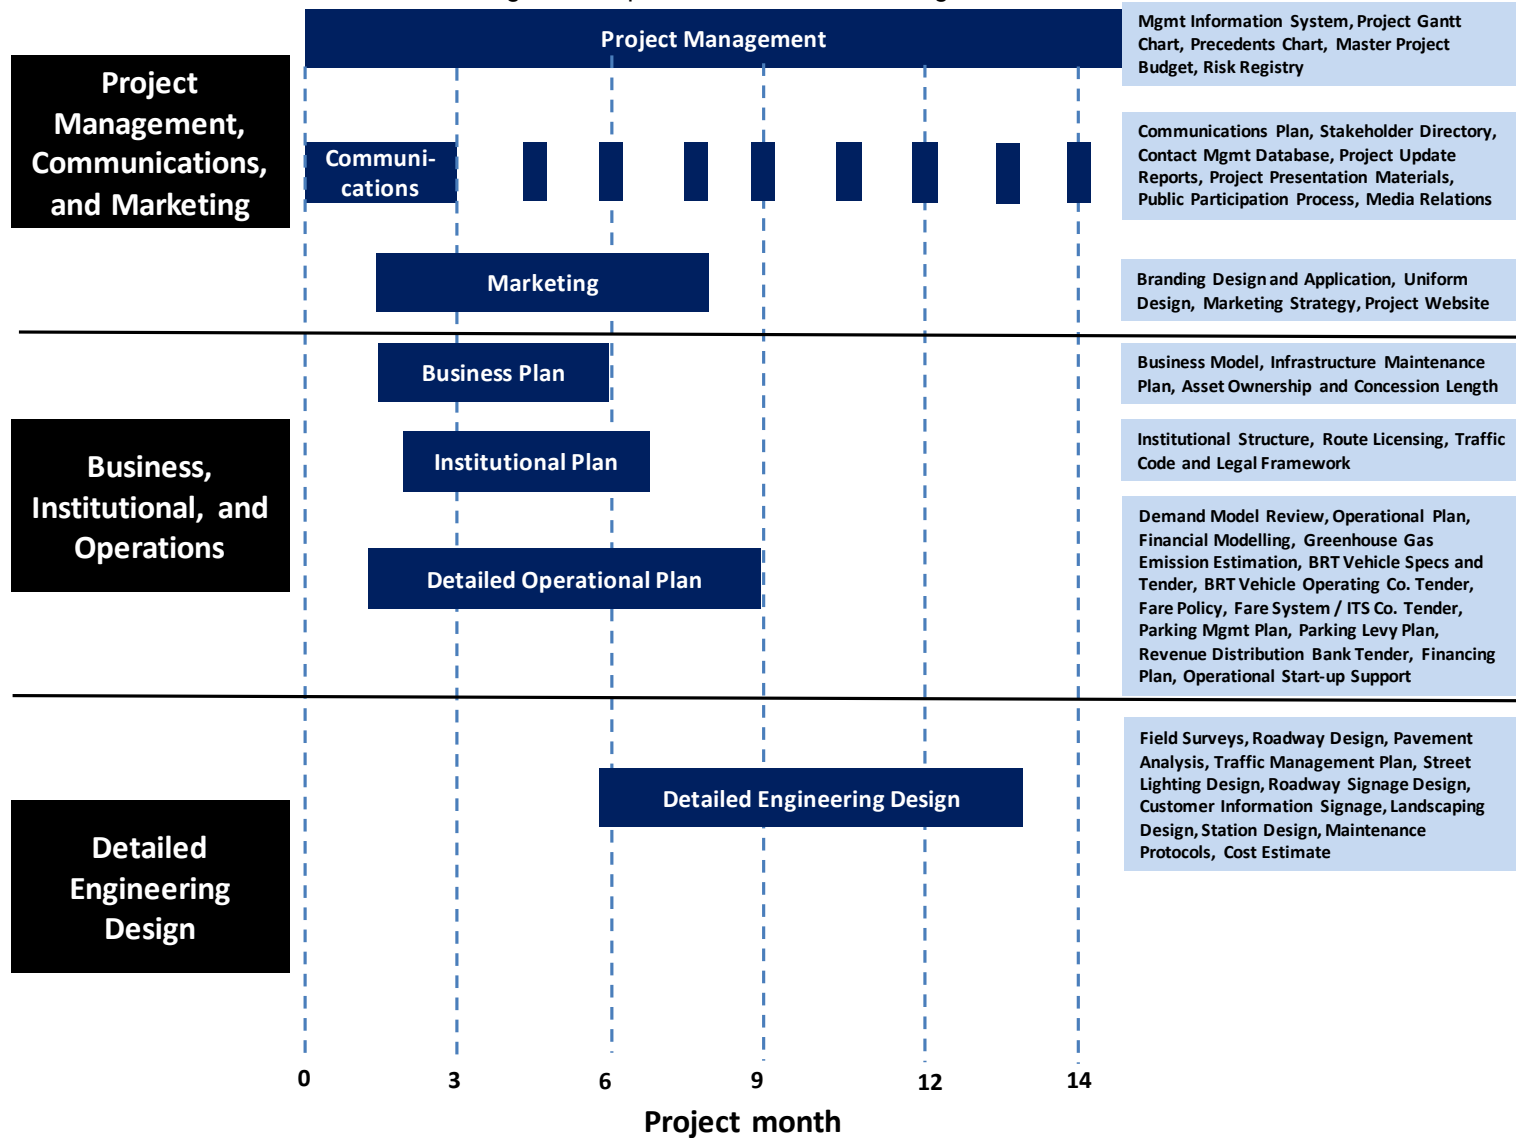 Project Management
Mgmt Information System, Project Gantt
Chart, Precedents Chart, Master Project
Budget, Risk Registry
Project
Management,
Communications,
and Marketing
Communi-
cations
Communications Plan, Stakeholder Directory,
Contact Mgmt Database, Project Update
Reports, Project Presentation Materials,
Public Participation Process, Media Relations
Marketing
Branding Design and Application, Uniform
Design, Marketing Strategy, Project Website
Business Plan
Business Model, Infrastructure Maintenance
Plan, Asset Ownership and Concession Length
Business,
Institutional, and
Operations
Institutional Plan
Institutional Structure, Route Licensing, Traffic
Code and Legal Framework
Detailed Operational Plan
Demand Model Review, Operational Plan,
Financial Modelling, Greenhouse Gas
Emission Estimation, BRT Vehicle Specs and
Tender, BRT Vehicle Operating Co. Tender,
Fare Policy, Fare System / ITS Co. Tender,
Parking Mgmt Plan, Parking Levy Plan,
Revenue Distribution Bank Tender, Financing
Plan, Operational Start-up Support
Detailed
Engineering
Design
Detailed Engineering Design
Field Surveys, Roadway Design, Pavement
Analysis, Traffic Management Plan, Street
Lighting Design, Roadway Signage Design,
Customer Information Signage, Landscaping
Design, Station Design, Maintenance
Protocols, Cost Estimate
0 3 6 9 12 14
Project month